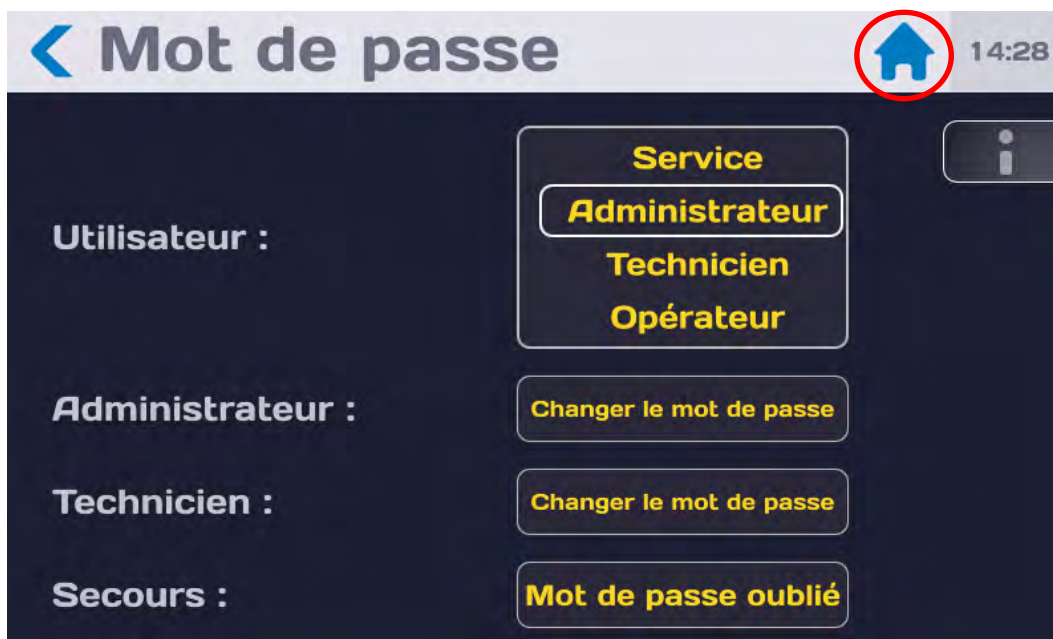 Mot de passe
14:28
Service
Administrateur
Utilisateur :
Technicien
Opérateur
Administrateur :
Changer le mot de passe
Technicien :
Changer le mot de passe
Secours :
Mot de passe oublié